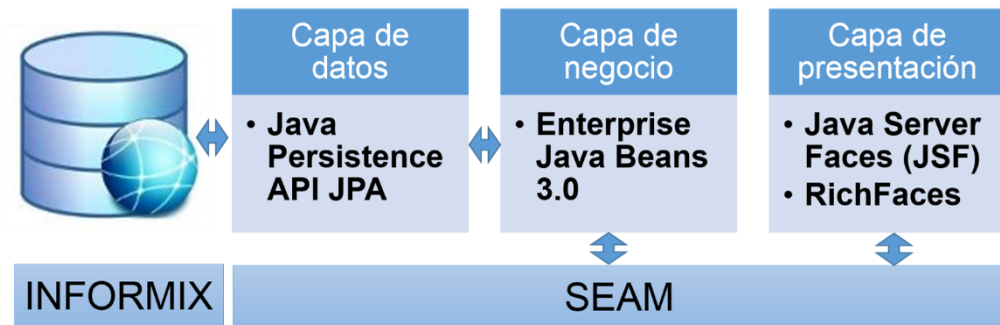 Capa de
datos
• Java
Persistence
API JPA
Capa de
negocio
• Enterprise
Java Beans
3.0
Capa de
presentación
• Java Server
Faces (JSF)
• RichFaces
INFORMIX
SEAM